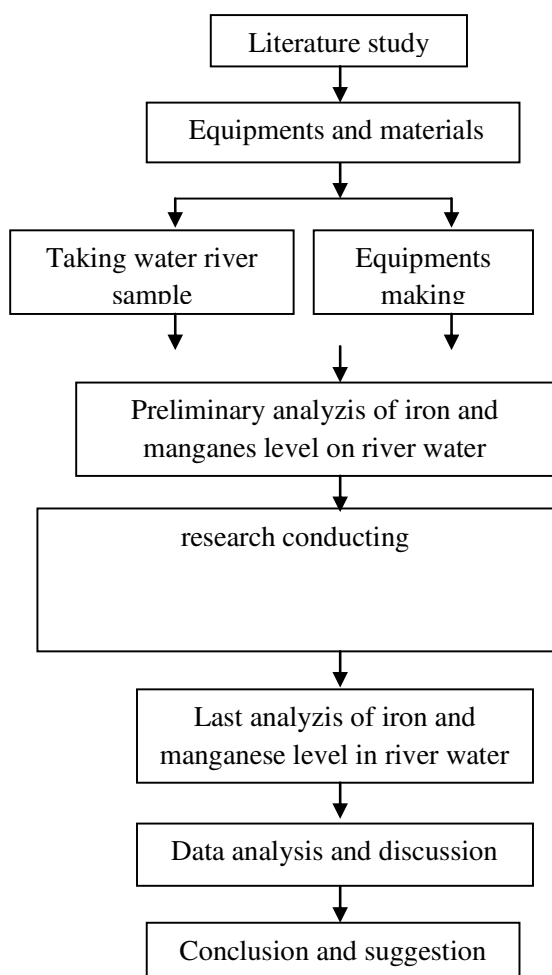 Literature study
Equipments and materials
Taking water river
sample
Equipments
making
Preliminary analyzis of iron and
manganes level on river water
research conducting
Last analyzis of iron and
manganese level in river water
Data analysis and discussion
Conclusion and suggestion